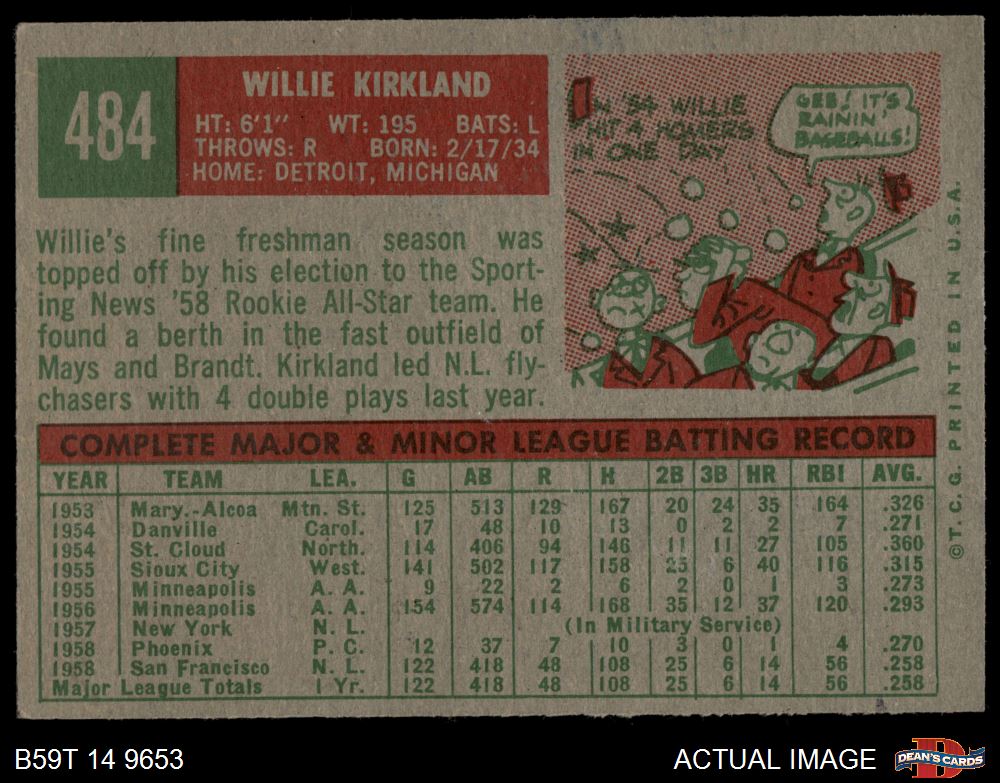 484
WILLIE KIRKLAND
HT: 6'1" WT: 195 BATS: L
THROWS: R BORN: 2/17/34
HOME: DETROIT, MICHIGAN
IN '54 WILLIE
HIT 4 HOMERS
IN ONE DAY
GEE! IT'S
RAININ'
BASEBALLS!
Willie's fine freshman season was
topped off by his election to the Sport-
ing News '58 Rookie All-Star team. He
found a berth in the fast outfield of
Mays and Brandt. Kirkland led N.L. fly-
chasers with 4 double plays last year.
COMPLETE MAJOR & MINOR LEAGUE BATTING RECORD
YEAR TEAM LEA. G AB R H 2B 3B HR RBI AVG.
1953 Mary.-Alcoa Mtn. St. 125 513 129 167 20 24 35 164 .326
1954 Danville Carol. 17 48 10 13 0 2 2 7 .271
1954 St. Cloud North. 114 406 94 146 11 11 27 105 .360
1955 Sioux City West. 141 502 117 158 25 6 40 116 .315
1955 Minneapolis A. A. 9 22 2 6 2 0 1 3 .273
1956 Minneapolis A. A. 154 574 114 168 35 12 37 120 .293
1957 New York N. L. (In Military Service)
1958 Phoenix P. C. 12 37 7 10 3 0 1 4 .270
1958 San Francisco N. L. 122 418 48 108 25 6 14 56 .258
Major League Totals 1 Yr. 122 418 48 108 25 6 14 56 .258
© T. C. G. PRINTED IN U.S.A.
B59T 14 9653
ACTUAL IMAGE
D
DEAN'S CARDS